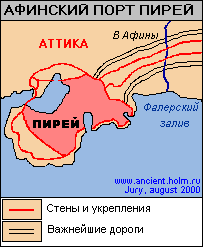 АФИНСКИЙ ПОРТ ПИРЕЙ
АТТИКА
В Афины
ПИРЕЙ
Фалерский
залив
www.ancient.holm.ru
Jury, august 2000
Стены и укрепления
Важнейшие дороги